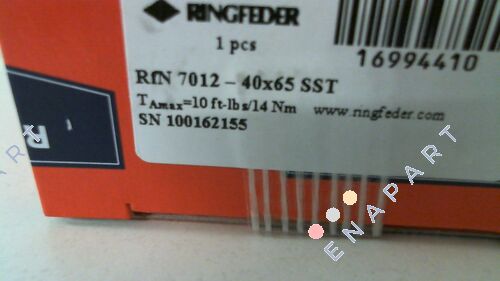 RINGFEDER
1 pcs
16994410
RfN 7012 – 40x65 SST
TAmax=10 ft-lbs/14 Nm www.ringfeder.com
SN 100162155
R
ART
ENAPART